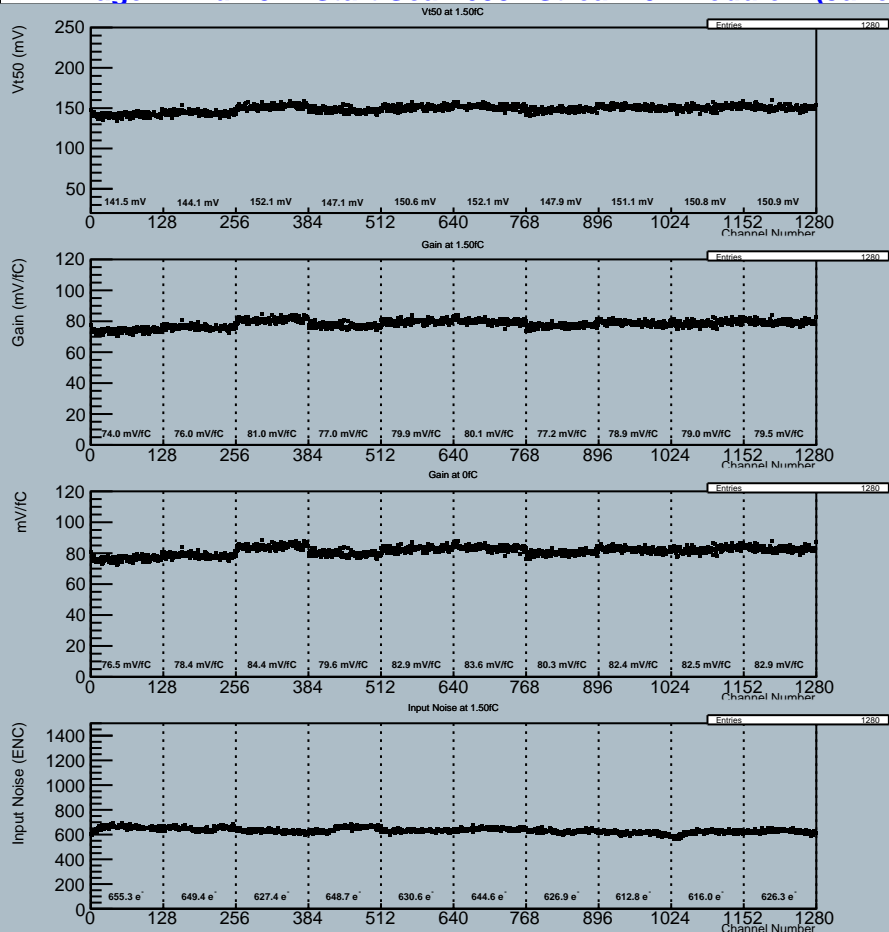 Vt50 at 1.50fC
Entries 1280
Vt50 (mV)
250
200
150
100
50
141.5 mV 144.1 mV 152.1 mV 147.1 mV 150.6 mV 152.1 mV 147.9 mV 151.1 mV 150.8 mV 150.9 mV
0 128 256 384 512 640 768 896 1024 1152 1280
Channel Number
Gain at 1.50fC
Entries 1280
Gain (mV/fC)
120
100
80
60
40
20
0
74.0 mV/fC 76.0 mV/fC 81.0 mV/fC 77.0 mV/fC 79.9 mV/fC 80.1 mV/fC 77.2 mV/fC 78.9 mV/fC 79.0 mV/fC 79.5 mV/fC
0 128 256 384 512 640 768 896 1024 1152 1280
Channel Number
Gain at 0fC
Entries 1280
mV/fC
120
100
80
60
40
20
0
76.5 mV/fC 78.4 mV/fC 84.4 mV/fC 79.6 mV/fC 82.9 mV/fC 83.6 mV/fC 80.3 mV/fC 82.4 mV/fC 82.5 mV/fC 82.9 mV/fC
0 128 256 384 512 640 768 896 1024 1152 1280
Channel Number
Input Noise at 1.50fC
Entries 1280
Input Noise (ENC)
1400
1200
1000
800
600
400
200
0
655.3 e⁻ 649.4 e⁻ 627.4 e⁻ 648.7 e⁻ 630.6 e⁻ 644.6 e⁻ 626.9 e⁻ 612.8 e⁻ 616.0 e⁻ 626.3 e⁻
0 128 256 384 512 640 768 896 1024 1152 1280
Channel Number